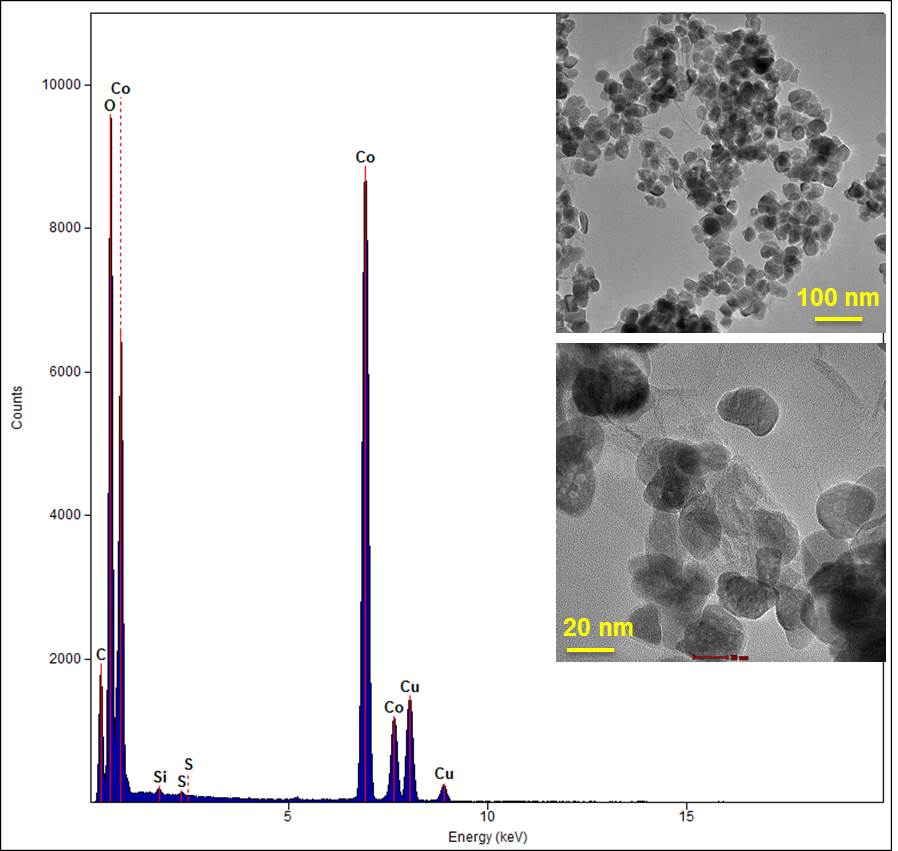 10000
8000
6000
4000
2000
Counts
Co
O
Co
C
Si
S
S
Co
Cu
Cu
5
10
15
Energy (keV)
100 nm
20 nm